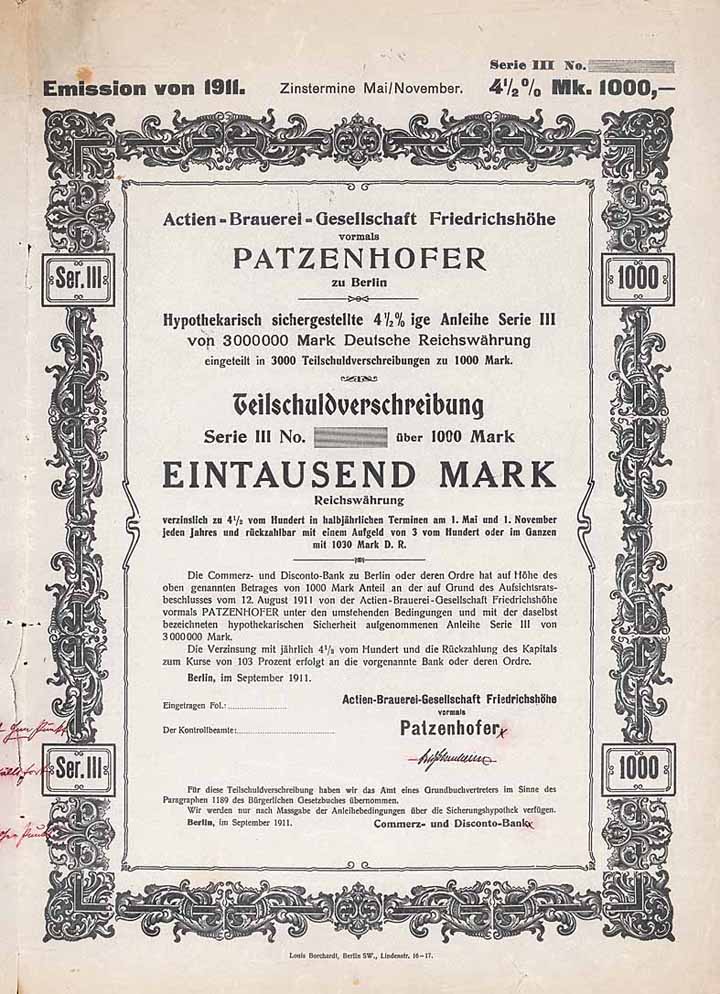 Serie III No.
Emission von 1911. Zinstermine Mai/November. 4½% Mk. 1000,—
Actien-Brauerei-Gesellschaft Friedrichshöhe
vormals
PATZENHOFER
zu Berlin
Ser. III
1000
Hypothekarisch sichergestellte 4½% ige Anleihe Serie III
von 3000000 Mark Deutsche Reichswährung
eingeteilt in 3000 Teilschuldverschreibungen zu 1000 Mark.
Teilschuldverschreibung
Serie III No. über 1000 Mark
EINTAUSEND MARK
Reichswährung
verzinslich zu 4½ vom Hundert in halbjährlichen Terminen am 1. Mai und 1. November
jeden Jahres und rückzahlbar mit einem Aufgeld von 3 vom Hundert oder im Ganzen
mit 1030 Mark D. R.
Die Commerz- und Disconto-Bank zu Berlin oder deren Ordre hat auf Höhe des
oben genannten Betrages von 1000 Mark Anteil an der auf Grund des Aufsichtsrats-
beschlusses vom 12. August 1911 von der Actien-Brauerei-Gesellschaft Friedrichshöhe
vormals PATZENHOFER unter den umstehenden Bedingungen und mit der daselbst
bezeichneten hypothekarischen Sicherheit aufgenommenen Anleihe Serie III von
3000000 Mark.
Die Verzinsung mit jährlich 4½ vom Hundert und die Rückzahlung des Kapitals
zum Kurse von 103 Prozent erfolgt an die vorgenannte Bank oder deren Ordre.
Berlin, im September 1911.
Eingetragen Fol.:
Actien-Brauerei-Gesellschaft Friedrichshöhe
vormals
Der Kontrollbeamte:
Patzenhofer
Ser. III
1000
Für diese Teilschuldverschreibung haben wir das Amt eines Grundbuchvertreters im Sinne des
Paragraphen 1189 des Bürgerlichen Gesetzbuches übernommen.
Wir werden nur nach Massgabe der Anleihebedingungen über die Sicherungshypothek verfügen.
Berlin, im September 1911. Commerz- und Disconto-Bank
Louis Borchardt, Berlin SW., Lindenstr. 16—17.